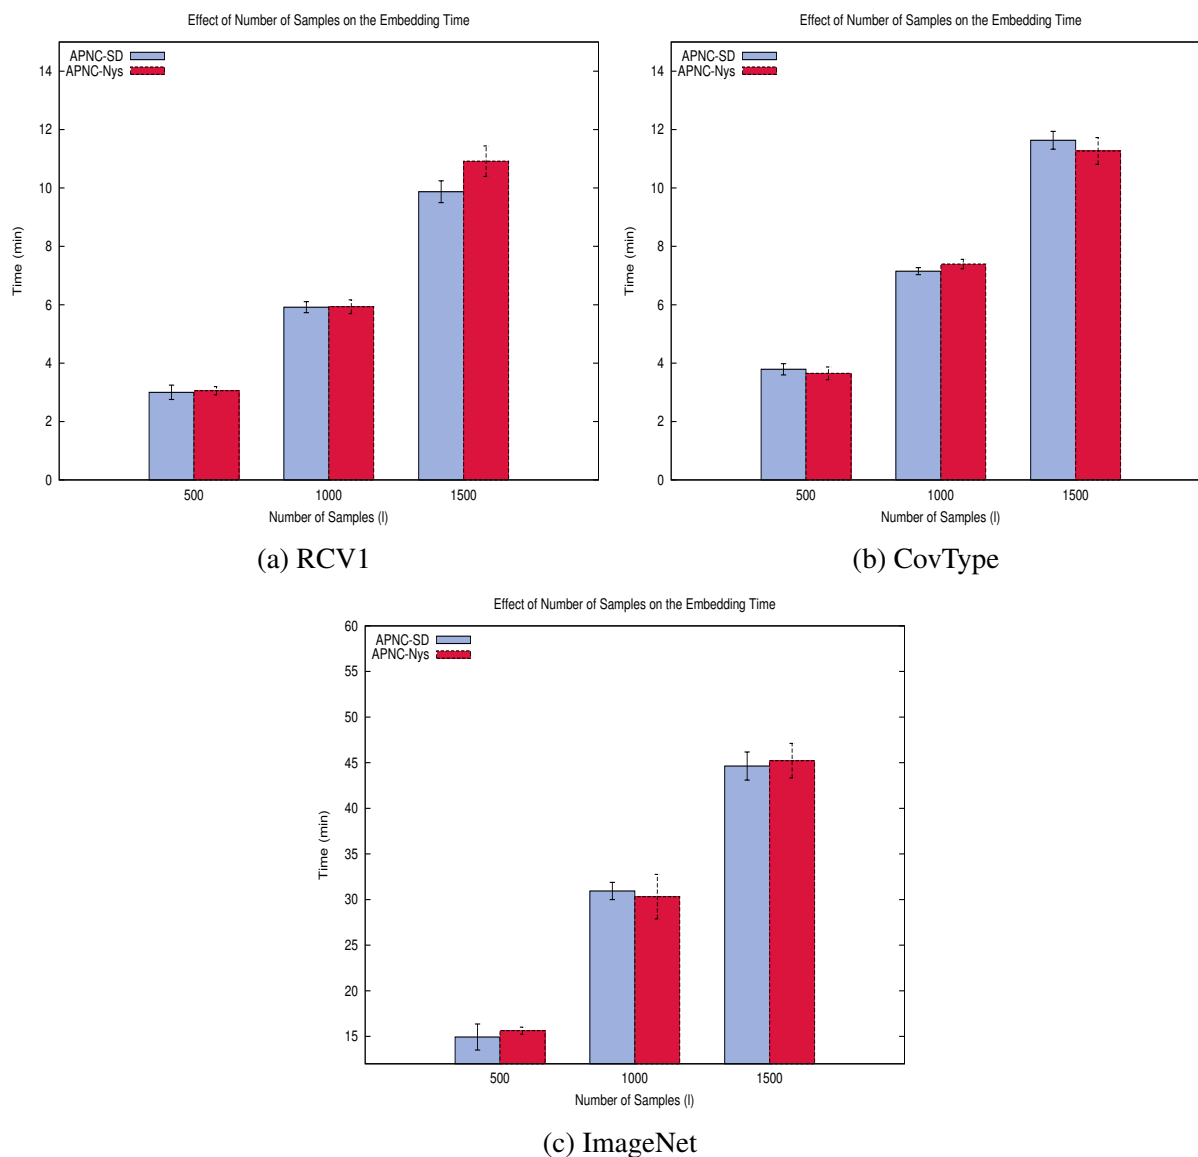 Effect of Number of Samples on the Embedding Time
APNC-SD
APNC-Nys
14
12
10
8
6
4
2
0
Time (min)
500 1000 1500
Number of Samples (l)
(a) RCV1
Effect of Number of Samples on the Embedding Time
APNC-SD
APNC-Nys
14
12
10
8
6
4
2
0
Time (min)
500 1000 1500
Number of Samples (l)
(b) CovType
Effect of Number of Samples on the Embedding Time
APNC-SD
APNC-Nys
60
55
50
45
40
35
30
25
20
15
Time (min)
500 1000 1500
Number of Samples (l)
(c) ImageNet